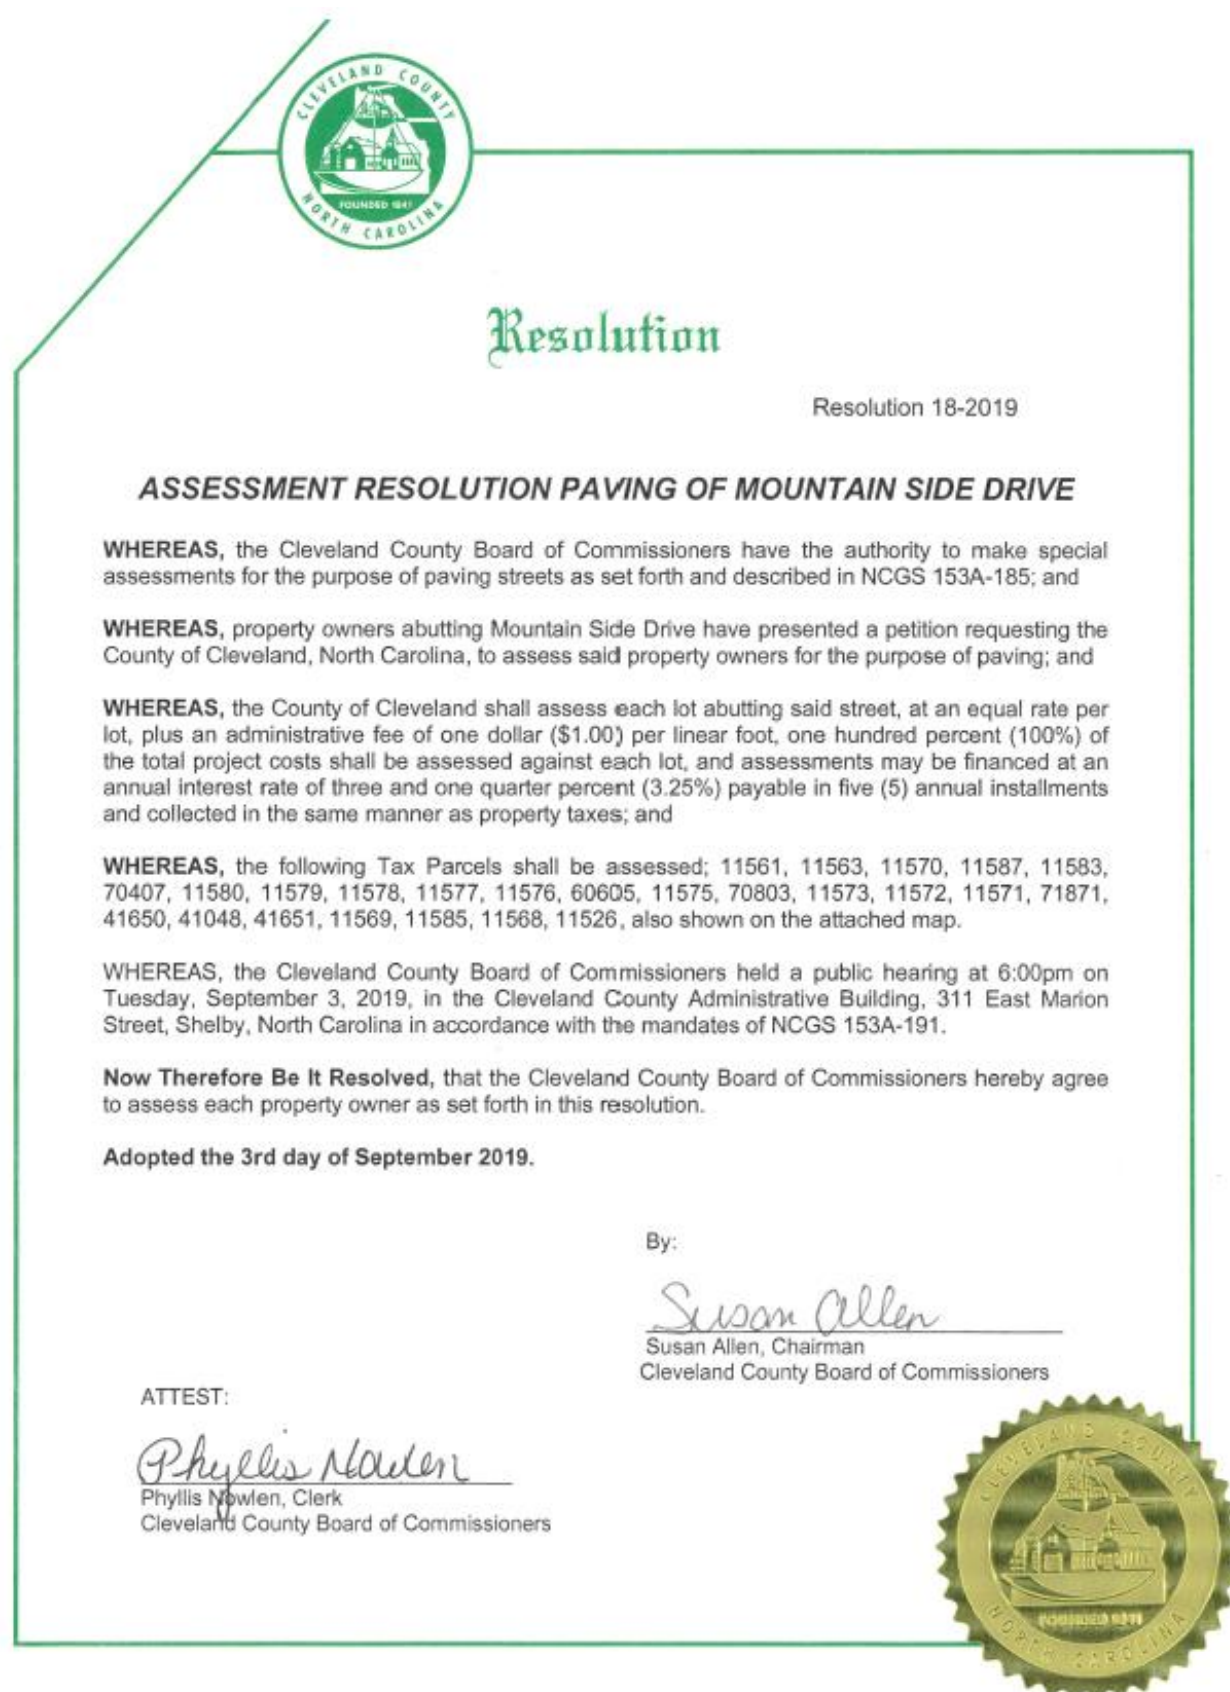 CLEVELAND COUNTY
FOUNDED 1841
NORTH CAROLINA
Resolution
Resolution 18-2019
ASSESSMENT RESOLUTION PAVING OF MOUNTAIN SIDE DRIVE
WHEREAS, the Cleveland County Board of Commissioners have the authority to make special
assessments for the purpose of paving streets as set forth and described in NCGS 153A-185; and
WHEREAS, property owners abutting Mountain Side Drive have presented a petition requesting the
County of Cleveland, North Carolina, to assess said property owners for the purpose of paving; and
WHEREAS, the County of Cleveland shall assess each lot abutting said street, at an equal rate per
lot, plus an administrative fee of one dollar ($1.00) per linear foot, one hundred percent (100%) of
the total project costs shall be assessed against each lot, and assessments may be financed at an
annual interest rate of three and one quarter percent (3.25%) payable in five (5) annual installments
and collected in the same manner as property taxes; and
WHEREAS, the following Tax Parcels shall be assessed; 11561, 11563, 11570, 11587, 11583,
70407, 11580, 11579, 11578, 11577, 11576, 60605, 11575, 70803, 11573, 11572, 11571, 71871,
41650, 41048, 41651, 11569, 11585, 11568, 11526, also shown on the attached map.
WHEREAS, the Cleveland County Board of Commissioners held a public hearing at 6:00pm on
Tuesday, September 3, 2019, in the Cleveland County Administrative Building, 311 East Marion
Street, Shelby, North Carolina in accordance with the mandates of NCGS 153A-191.
Now Therefore Be It Resolved, that the Cleveland County Board of Commissioners hereby agree
to assess each property owner as set forth in this resolution.
Adopted the 3rd day of September 2019.
By:
Susan Allen
Susan Allen, Chairman
Cleveland County Board of Commissioners
ATTEST:
Phyllis Nowlen
Phyllis Nowlen, Clerk
Cleveland County Board of Commissioners
CLEVELAND COUNTY
FOUNDED 1841
NORTH CAROLINA